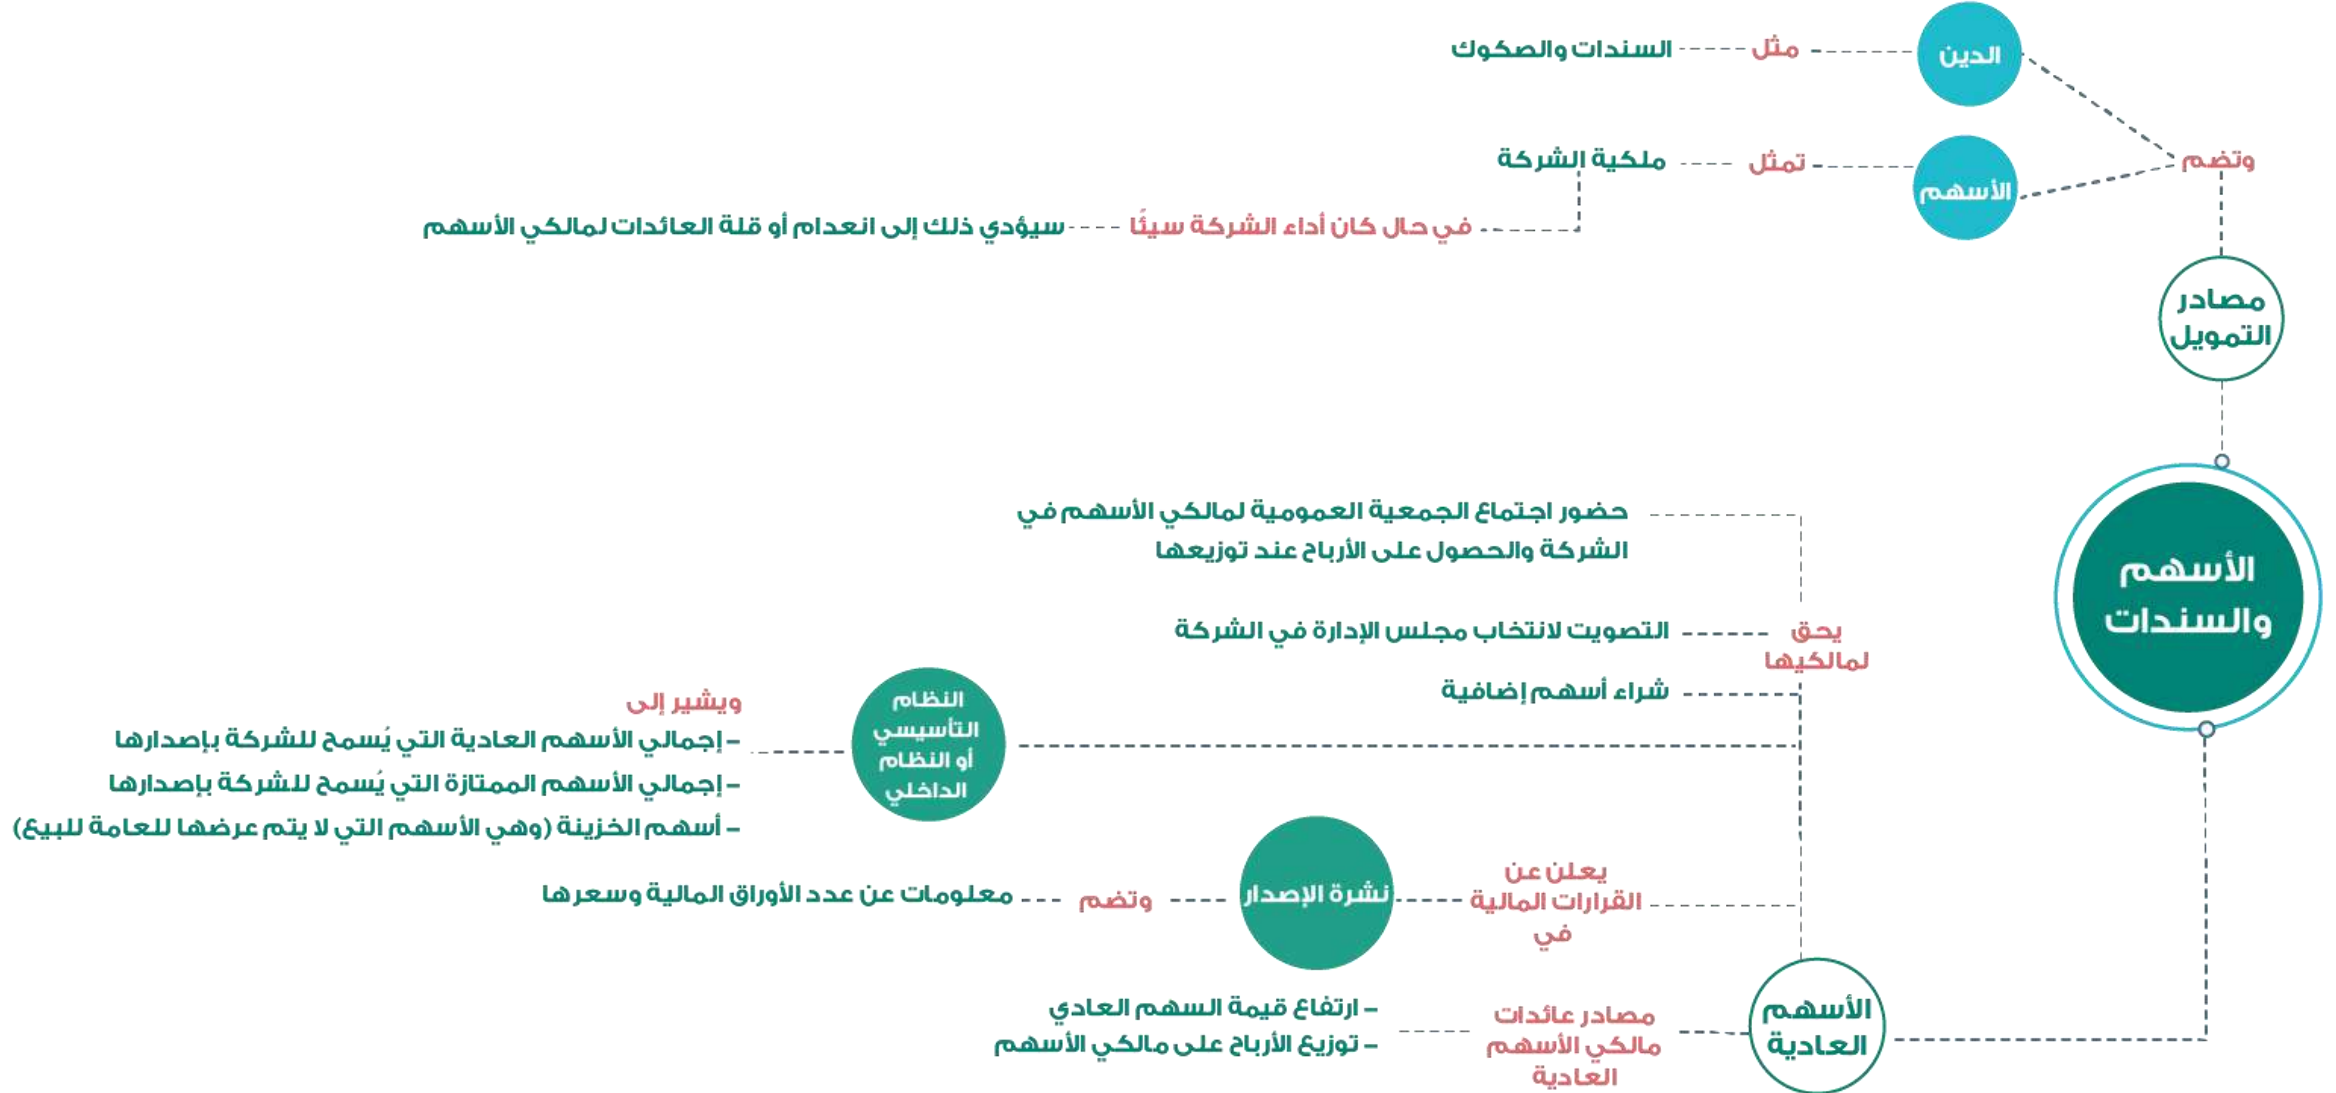 الدين
مثل
السندات والصكوك
وتضم
الأسهم
تمثل
ملكية الشركة
في حال كان أداء الشركة سيئًا
سيؤدي ذلك إلى انعدام أو قلة العائدات لمالكي الأسهم
مصادر
التمويل
الأسهم
والسندات
حضور اجتماع الجمعية العمومية لمالكي الأسهم في
الشركة والحصول على الأرباح عند توزيعها
يحق
لمالكيها
التصويت لانتخاب مجلس الإدارة في الشركة
شراء أسهم إضافية
النظام
التأسيسي
أو النظام
الداخلي
ويشير إلى
– إجمالي الأسهم العادية التي يُسمح للشركة بإصدارها
– إجمالي الأسهم الممتازة التي يُسمح للشركة بإصدارها
– أسهم الخزينة (وهي الأسهم التي لا يتم عرضها للعامة للبيع)
يعلن عن
القرارات المالية
في
نشرة الإصدار
وتضم
معلومات عن عدد الأوراق المالية وسعرها
الأسهم
العادية
مصادر عائدات
مالكي الأسهم
العادية
– ارتفاع قيمة السهم العادي
– توزيع الأرباح على مالكي الأسهم